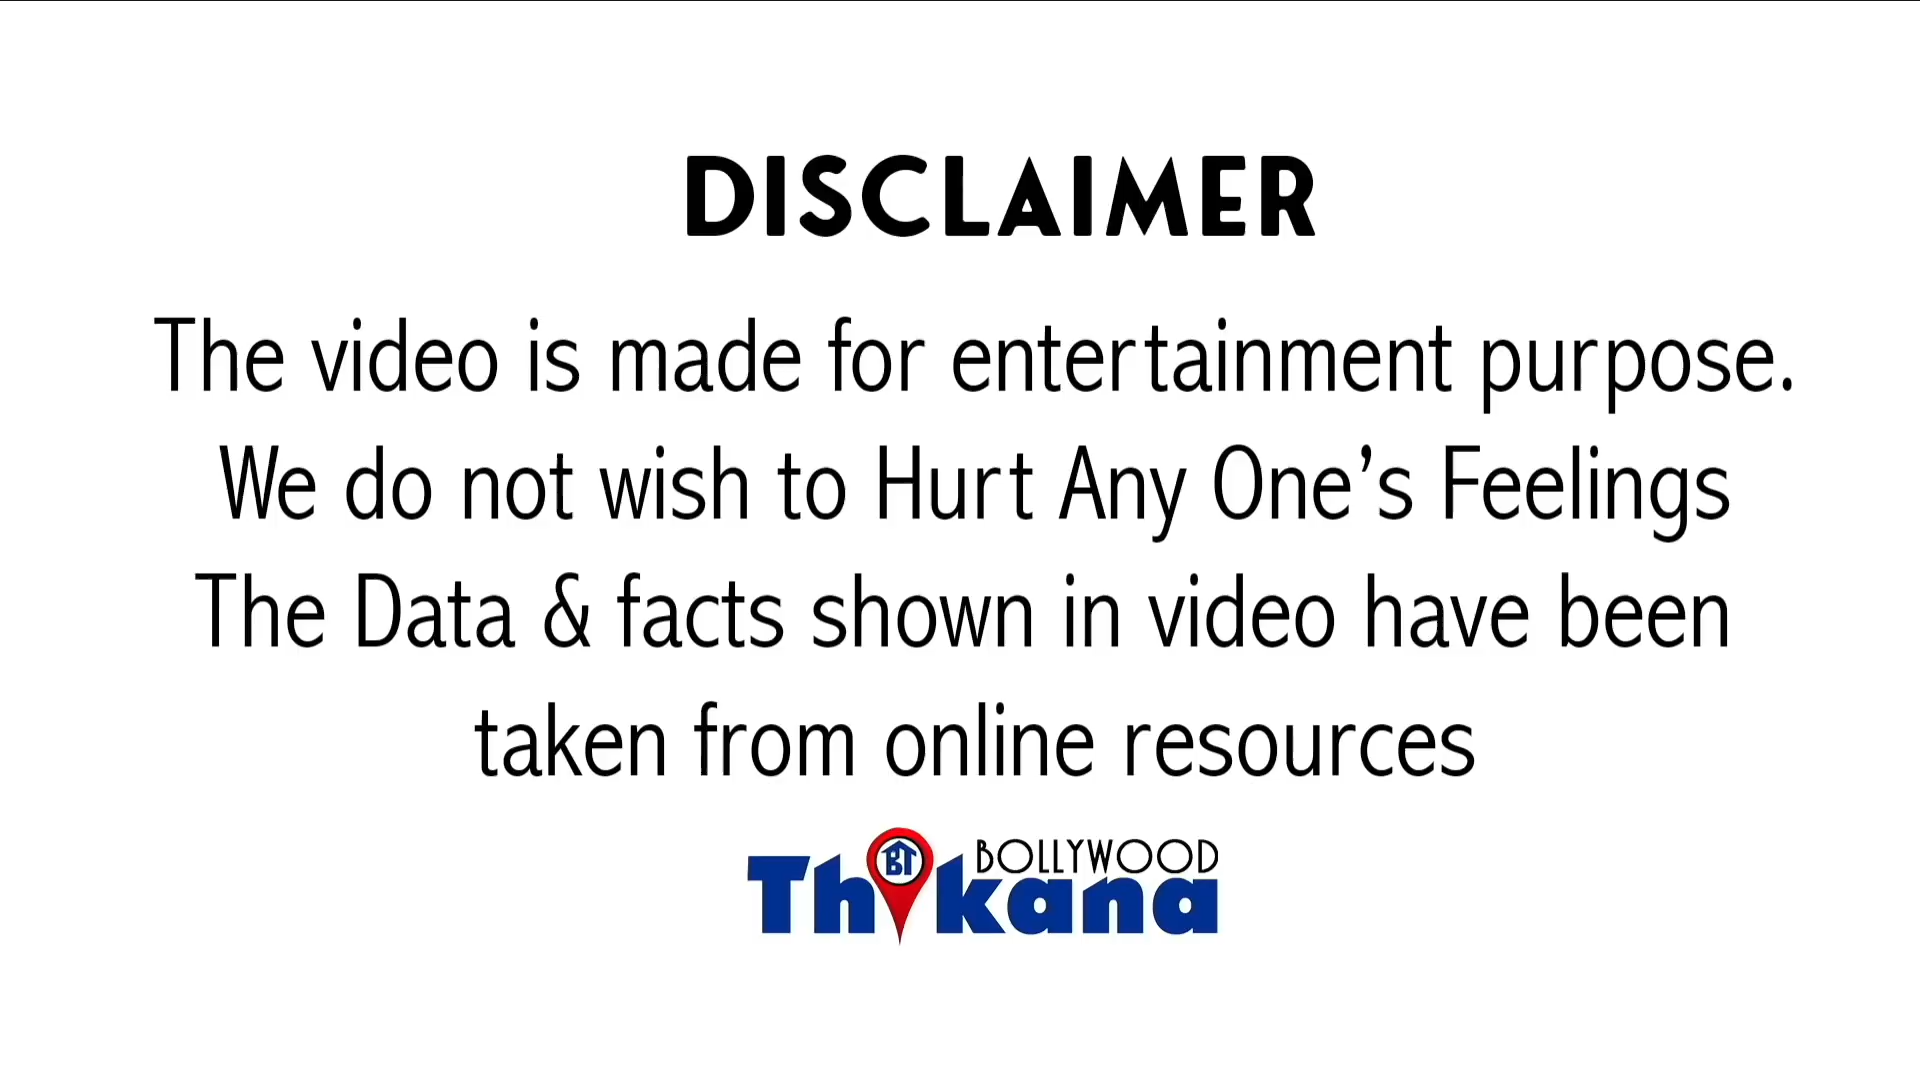 DISCLAIMER
The video is made for entertainment purpose.
We do not wish to Hurt Any One’s Feelings
The Data & facts shown in video have been
taken from online resources
BT
BOLLYWOOD
Thikana